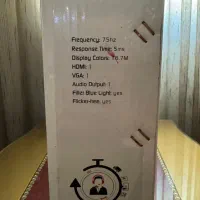 Frequency: 75hz
Response Time: 5ms
Display Colors: 16.7M
HDMI: 1
VGA: 1
Audio Output: 1
Filter Blue Light: yes
Flicker-free: yes